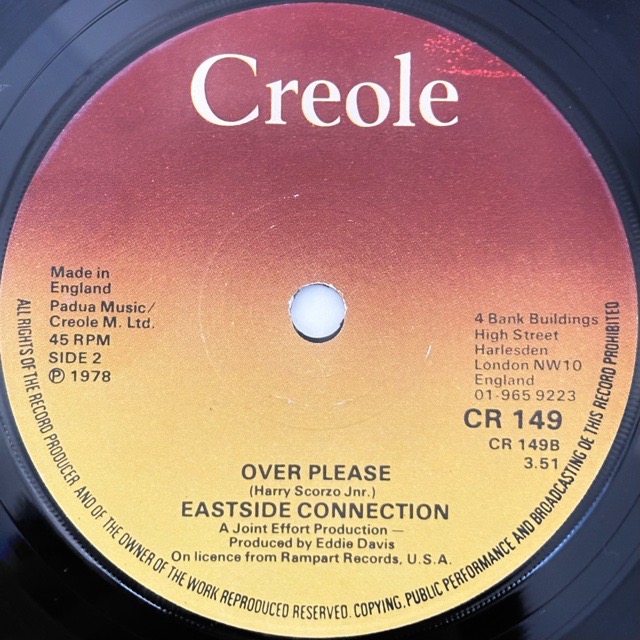 Creole
Made in
England
Padua Music/
Creole M. Ltd.
45 RPM
SIDE 2
Ⓟ 1978
4 Bank Buildings
High Street
Harlesden
London NW10
England
01-965 9223
CR 149
CR 149B
3.51
OVER PLEASE
(Harry Scorzo Jnr.)
EASTSIDE CONNECTION
A Joint Effort Production —
Produced by Eddie Davis
On licence from Rampart Records, U.S.A.
ALL RIGHTS OF THE RECORD PRODUCER AND OF THE OWNER OF THE WORK REPRODUCED RESERVED. COPYING, PUBLIC PERFORMANCE AND BROADCASTING OE THIS RECORD PROHIBITED